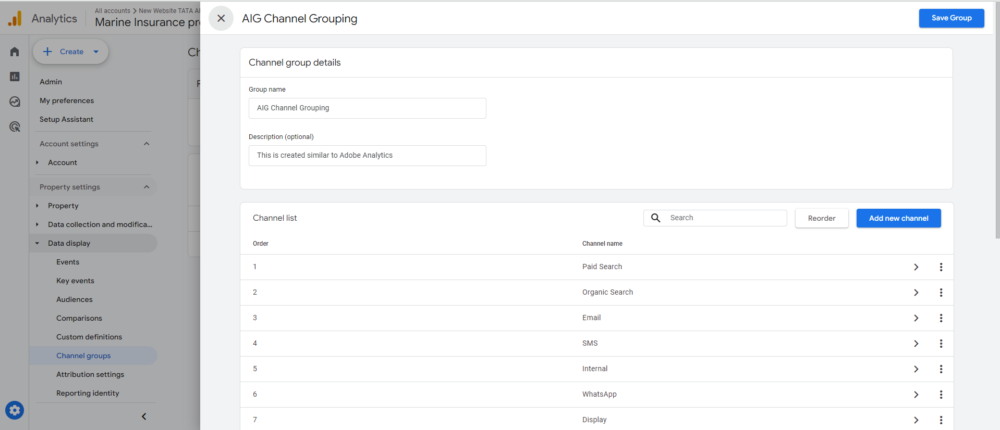 Analytics
All accounts > New Website TATA AI
Marine Insurance pr
AIG Channel Grouping
Save Group
Create
Admin
My preferences
Setup Assistant
Account settings
Account
Property settings
Property
Data collection and modifica...
Data display
Events
Key events
Audiences
Comparisons
Custom definitions
Channel groups
Attribution settings
Reporting identity
Ch
Channel group details
Group name
AIG Channel Grouping
Description (optional)
This is created similar to Adobe Analytics
Channel list
Search
Reorder
Add new channel
Order Channel name
1 Paid Search
2 Organic Search
3 Email
4 SMS
5 Internal
6 WhatsApp
7 Display